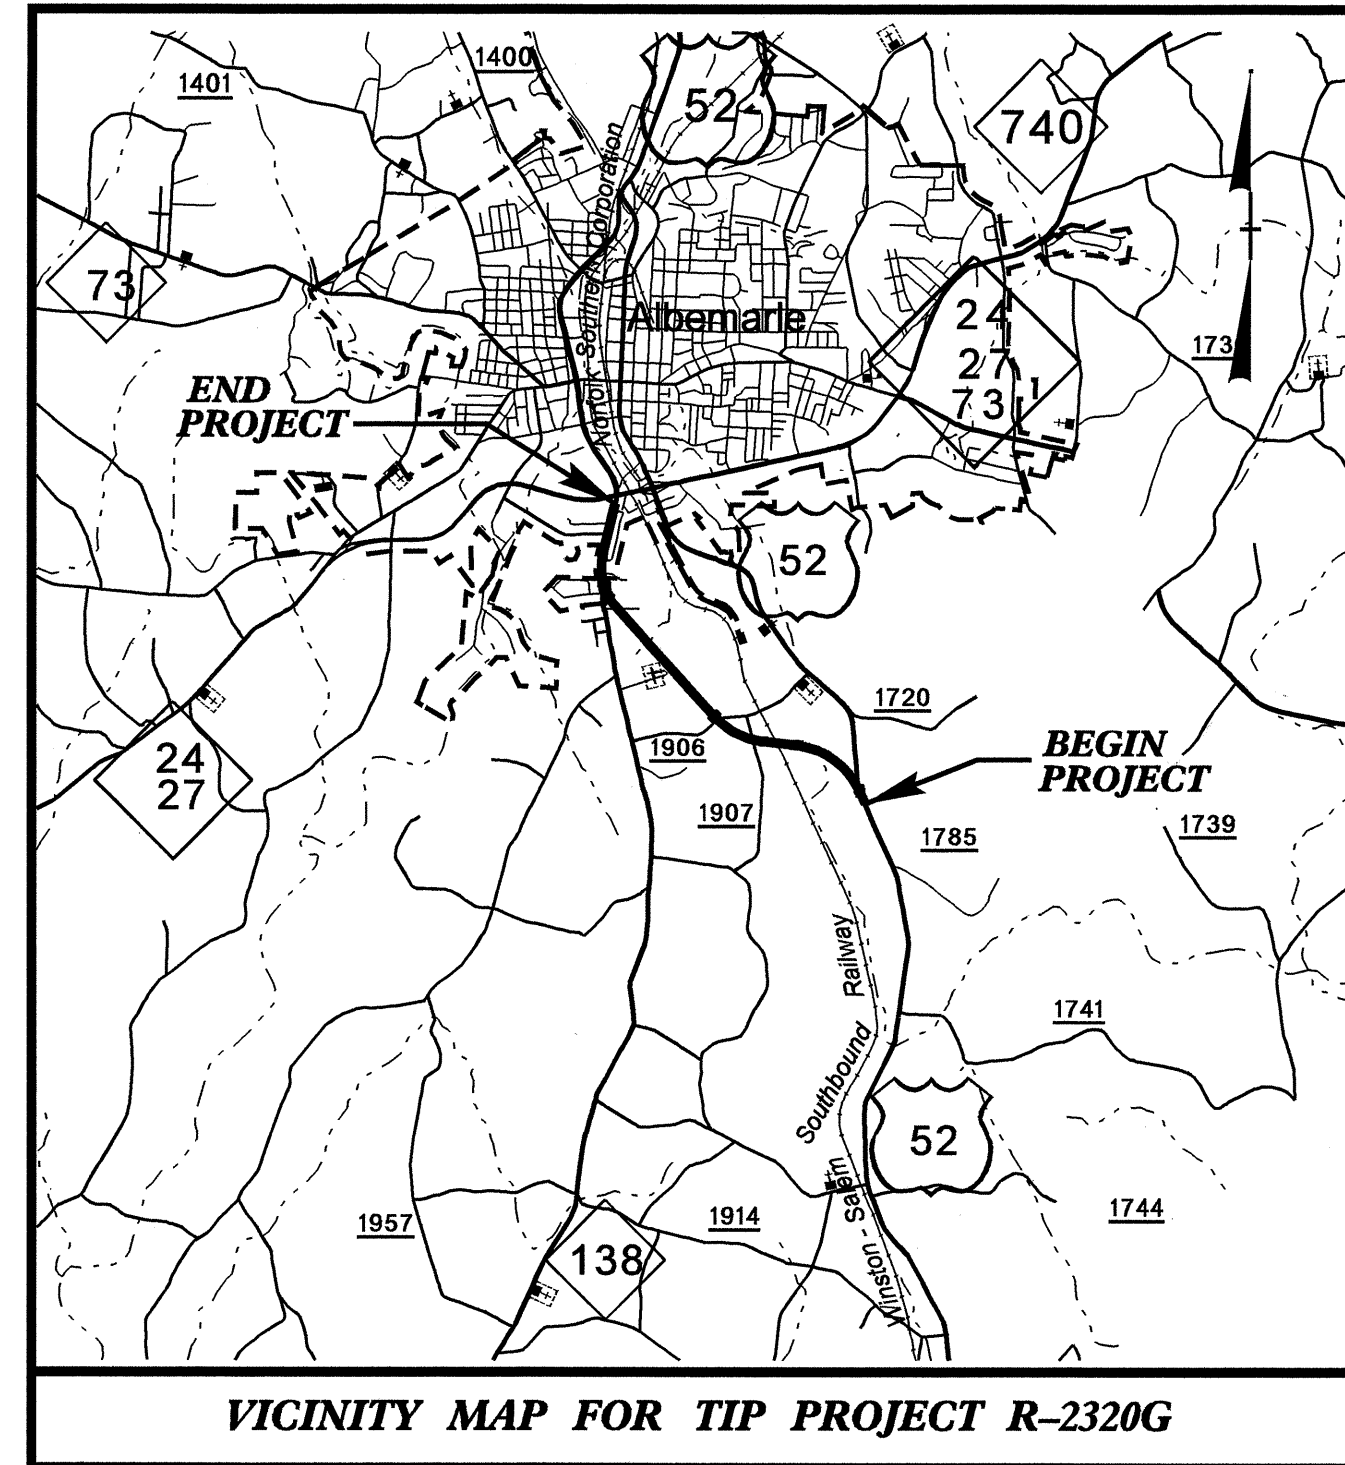 1400
1401
52
740
Norfolk Southern Corporation
73
24
27
73
Albemarle
END
PROJECT
52
1720
24
27
1906
BEGIN
PROJECT
1907
1785
1739
Winston - Salem Southbound Railway
1741
52
1957
1914
1744
138
VICINITY MAP FOR TIP PROJECT R–2320G